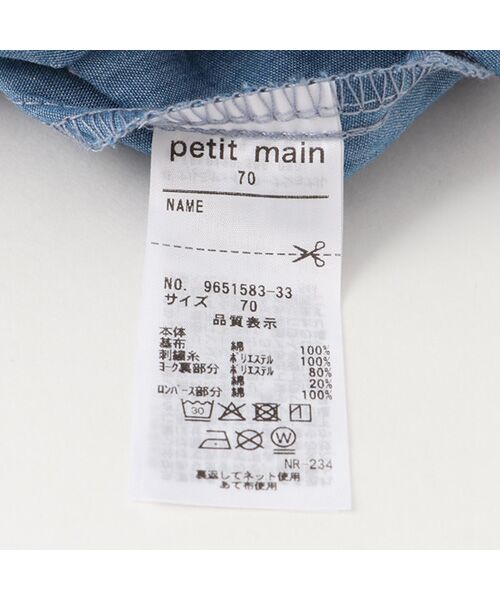 petit main
70
NAME
NO. 9651583-33
サイズ 70
品質表示
本体
基布 綿 100%
刺繍糸 ポリエステル 100%
ヨーク裏部分 ポリエステル 80%
綿 20%
ロンパース部分 綿 100%
30
W
NR-234
裏返してネット使用
あて布使用